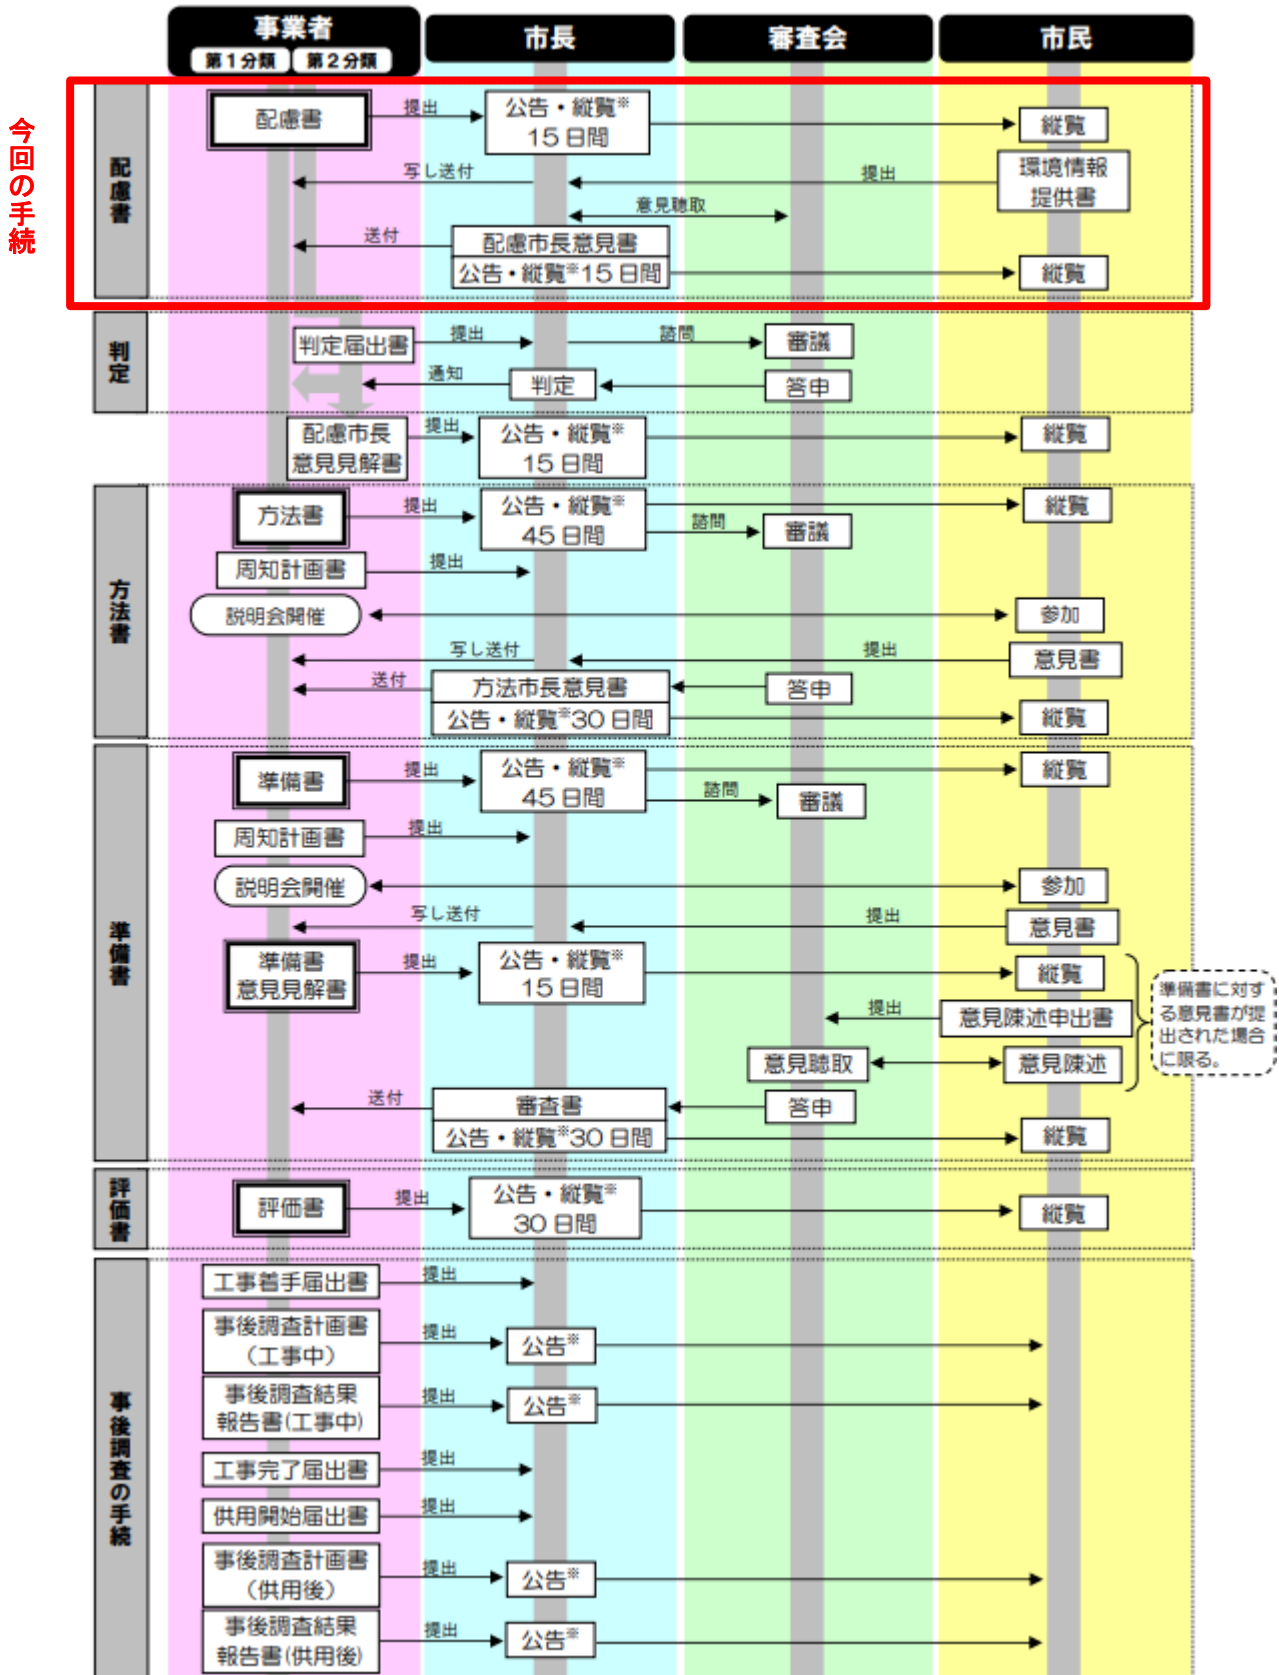 事業者
第1分類 第2分類
市長
審査会
市民
今回の手続
配慮書
配慮書
提出
公告・縦覧※
15日間
縦覧
写し送付
提出
環境情報
提供書
意見聴取
送付
配慮市長意見書
公告・縦覧※15日間
縦覧
判定
判定届出書
提出
諮問
審議
通知
判定
答申
配慮市長
意見見解書
提出
公告・縦覧※
15日間
縦覧
方法書
方法書
提出
公告・縦覧※
45日間
縦覧
諮問
審議
周知計画書
提出
説明会開催
参加
写し送付
提出
意見書
送付
方法市長意見書
答申
公告・縦覧※30日間
縦覧
準備書
準備書
提出
公告・縦覧※
45日間
縦覧
諮問
審議
周知計画書
提出
説明会開催
参加
写し送付
提出
意見書
準備書
意見見解書
提出
公告・縦覧※
15日間
縦覧
提出
意見陳述申出書
意見聴取
意見陳述
準備書に対す
る意見書が提
出された場合
に限る。
送付
審査書
答申
公告・縦覧※30日間
縦覧
評価書
評価書
提出
公告・縦覧※
30日間
縦覧
事後調査の手続
工事着手届出書
提出
事後調査計画書
(工事中)
提出
公告※
事後調査結果
報告書(工事中)
提出
公告※
工事完了届出書
提出
供用開始届出書
提出
事後調査計画書
(供用後)
提出
公告※
事後調査結果
報告書(供用後)
提出
公告※